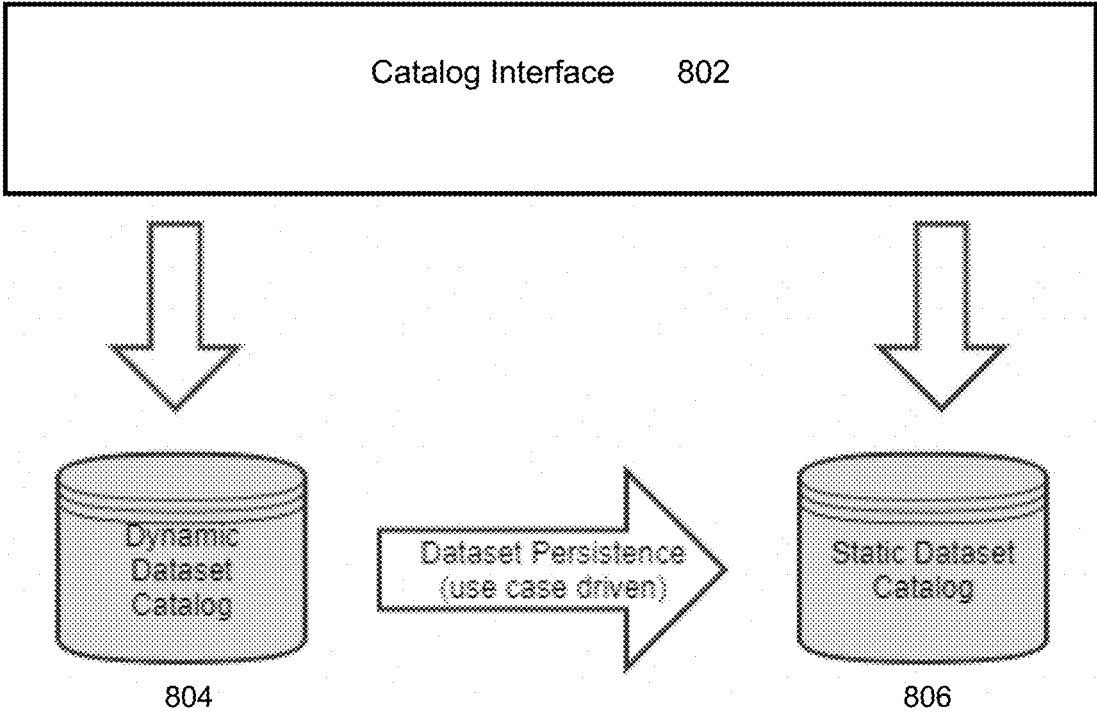 Catalog Interface 802
Dynamic
Dataset
Catalog
Dataset Persistence
(use case driven)
Static Dataset
Catalog
804
806